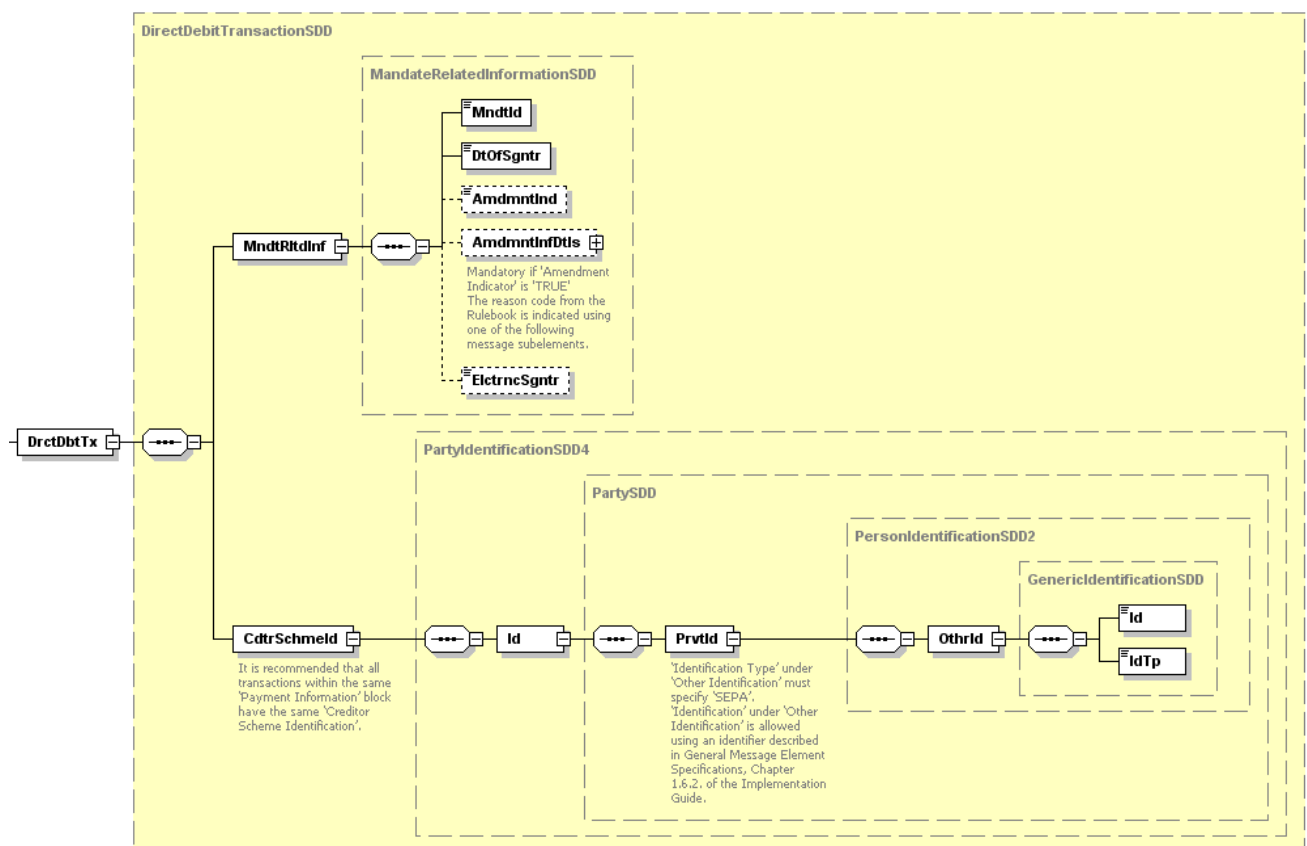 DirectDebitTransactionSDD
MandateRelatedInformationSDD
MndtId
DtOfSgntr
AmdmntInd
MndtRltdInf
AmdmntInfDtls
Mandatory if 'Amendment
Indicator' is 'TRUE'
The reason code from the
Rulebook is indicated using
one of the following
message subelements.
ElctrncSgntr
DrctDbtTx
PartyIdentificationSDD4
PartySDD
PersonIdentificationSDD2
GenericIdentificationSDD
Id
CdtrSchmeId
Id
PrvtId
OthrId
IdTp
It is recommended that all
transactions within the same
'Payment Information' block
have the same 'Creditor
Scheme Identification'.
'Identification Type' under
'Other Identification' must
specify 'SEPA'.
'Identification' under 'Other
Identification' is allowed
using an identifier described
in General Message Element
Specifications, Chapter
1.6.2. of the Implementation
Guide.